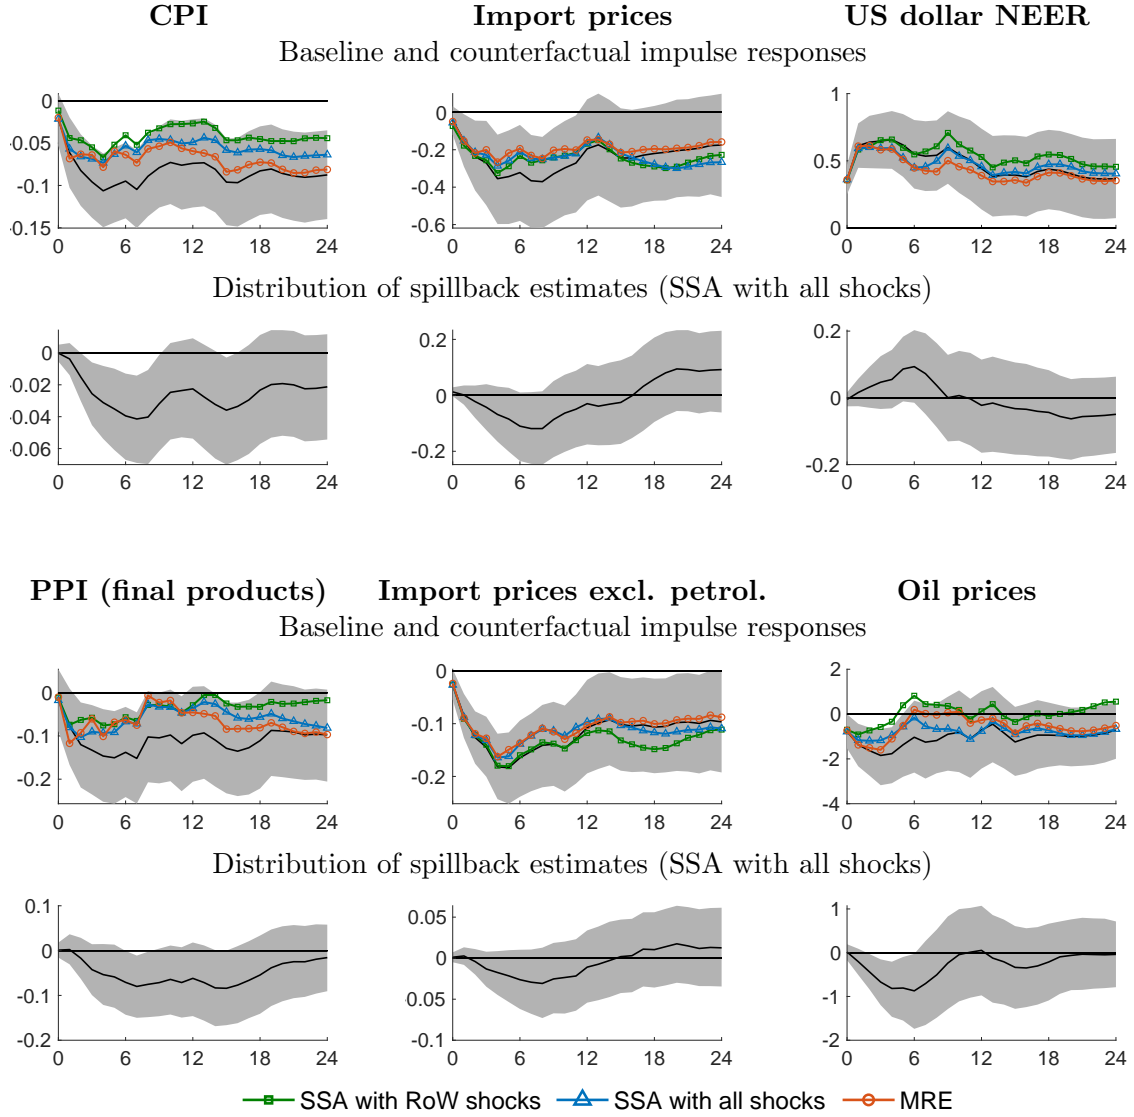 CPI Import prices US dollar NEER
Baseline and counterfactual impulse responses
0 -0.05 -0.1 -0.15 0 6 12 18 24
0 -0.2 -0.4 -0.6 0 6 12 18 24
1 0.5 0 0 6 12 18 24
Distribution of spillback estimates (SSA with all shocks)
0 -0.02 -0.04 -0.06 0 6 12 18 24
0.2 0 -0.2 0 6 12 18 24
0.2 0 -0.2 0 6 12 18 24
PPI (final products) Import prices excl. petrol. Oil prices
Baseline and counterfactual impulse responses
0 -0.1 -0.2 0 6 12 18 24
0 -0.1 -0.2 0 6 12 18 24
2 0 -2 -4 0 6 12 18 24
Distribution of spillback estimates (SSA with all shocks)
0.1 0 -0.1 -0.2 0 6 12 18 24
0.05 0 -0.05 -0.1 0 6 12 18 24
1 0 -1 -2 0 6 12 18 24
SSA with RoW shocks SSA with all shocks MRE